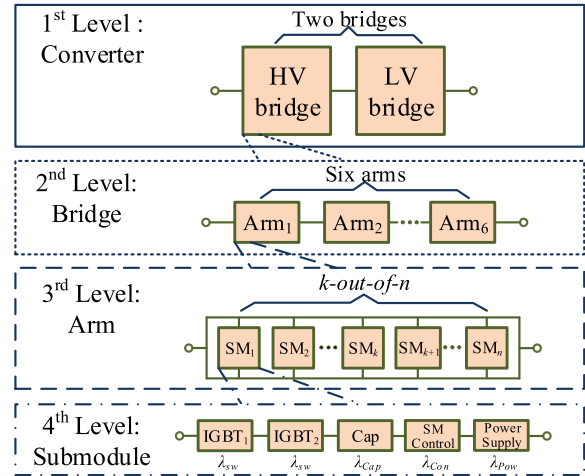 1st Level :
Converter
Two bridges
HV
bridge
LV
bridge
2nd Level:
Bridge
Six arms
Arm1
Arm2
Arm6
3rd Level:
Arm
k-out-of-n
SM1
SM2
SMk
SMk+1
SMn
4th Level:
Submodule
IGBT1
IGBT2
Cap
SM
Control
Power
Supply
λsw
λsw
λCap
λCon
λPow